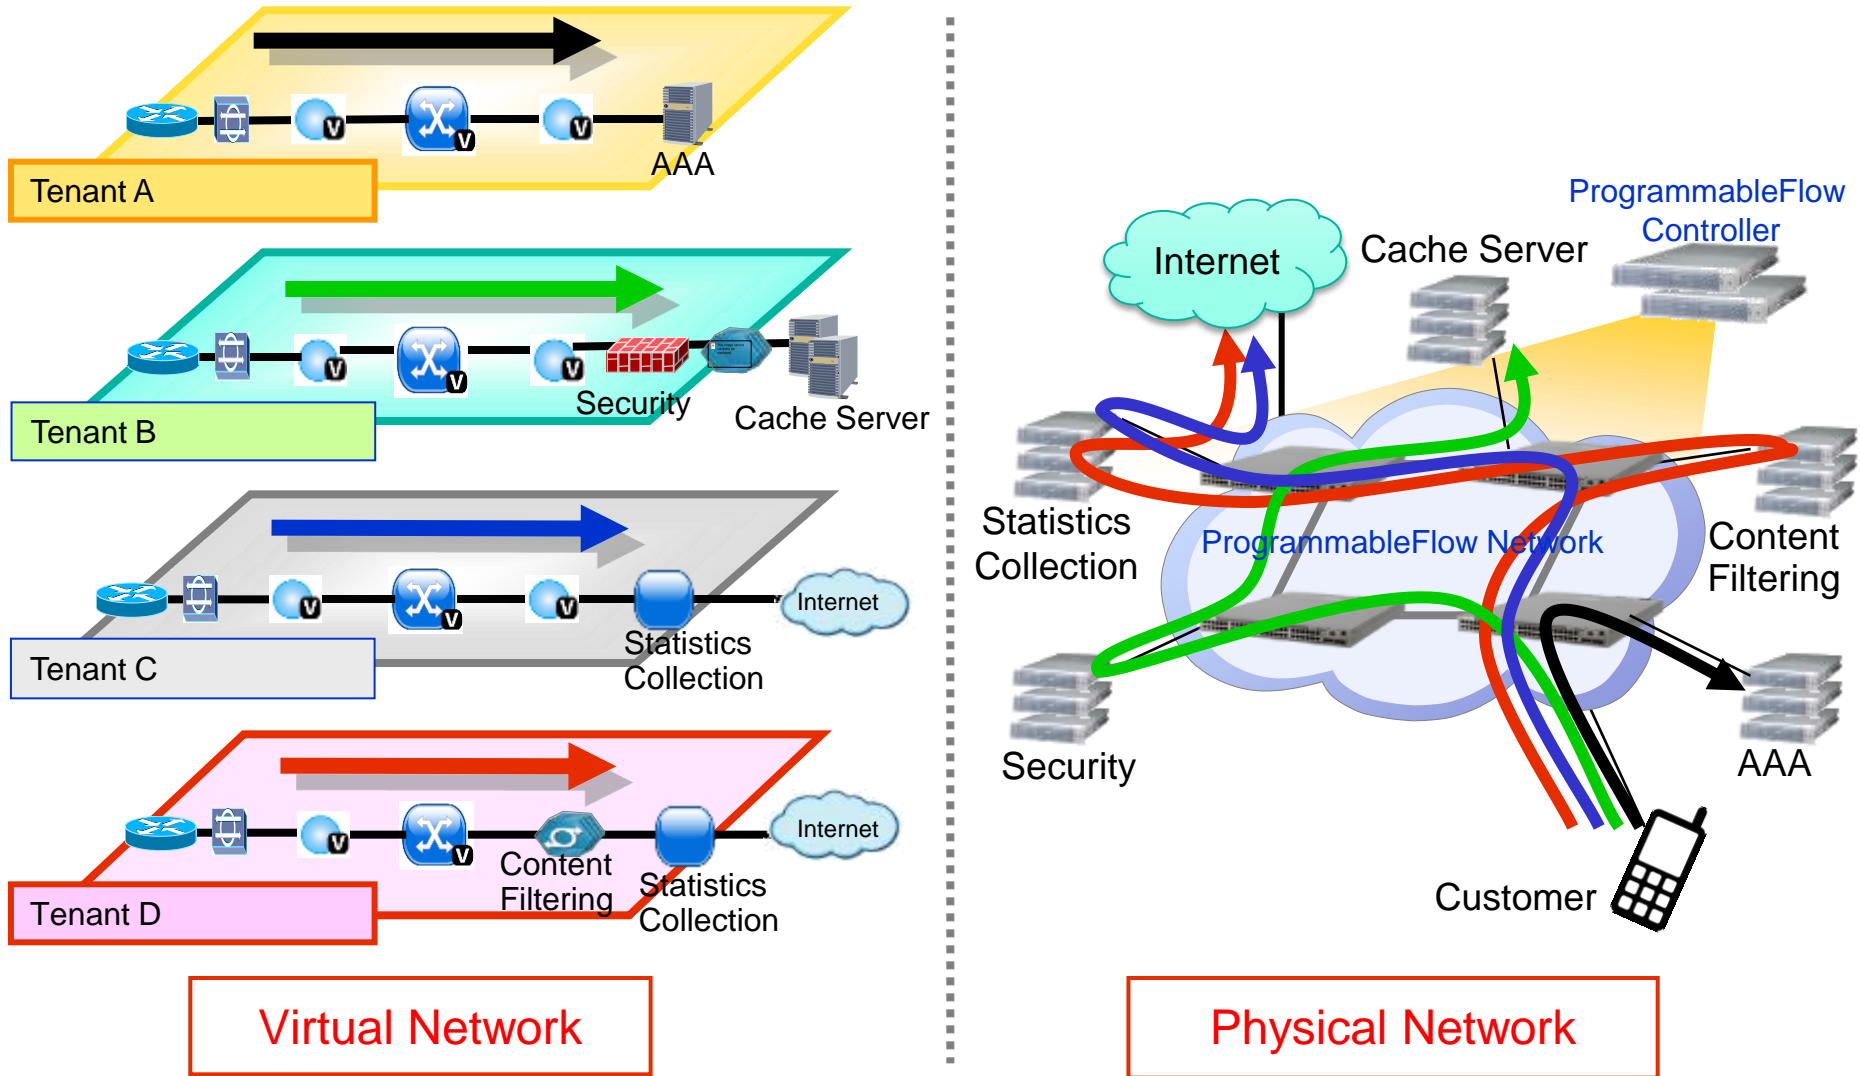 AAA
Tenant A
Security
Cache Server
Tenant B
Internet
Statistics
Collection
Tenant C
Internet
Content
Filtering
Statistics
Collection
Tenant D
Virtual Network
ProgrammableFlow
Controller
Internet
Cache Server
Statistics
Collection
ProgrammableFlow Network
Content
Filtering
Security
AAA
Customer
Physical Network
V
V
V
V
V
V
V
V
V
V
V